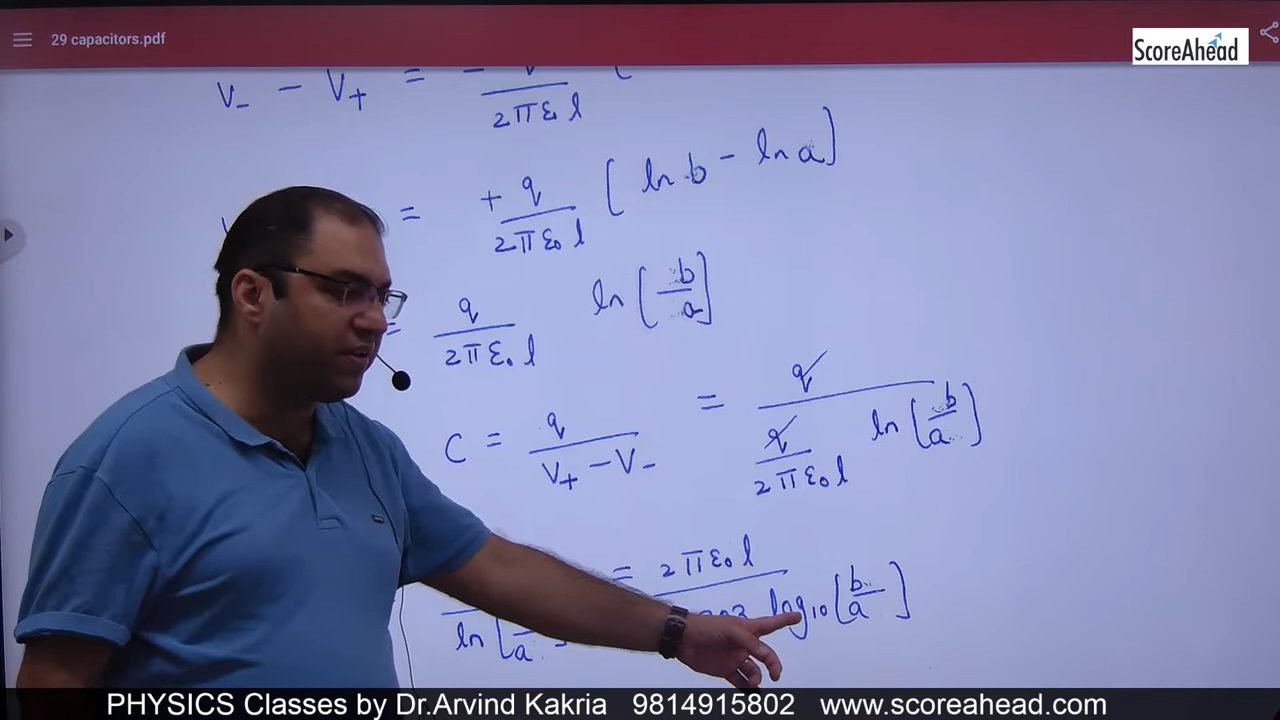 29 capacitors.pdf
ScoreAhead
V₋ − V₊ = − / 2πε l
= + q / 2πε₀ l [ ln b − ln a ]
= q / 2πε₀ l ln [ b / a ]
C = q / V₊ − V₋ = q / q / 2πε₀ l ln [ b / a ]
= 2πε₀ l
ln [ a log₁₀ [ b / a ]
PHYSICS Classes by Dr.Arvind Kakria 9814915802 www.scoreahead.com